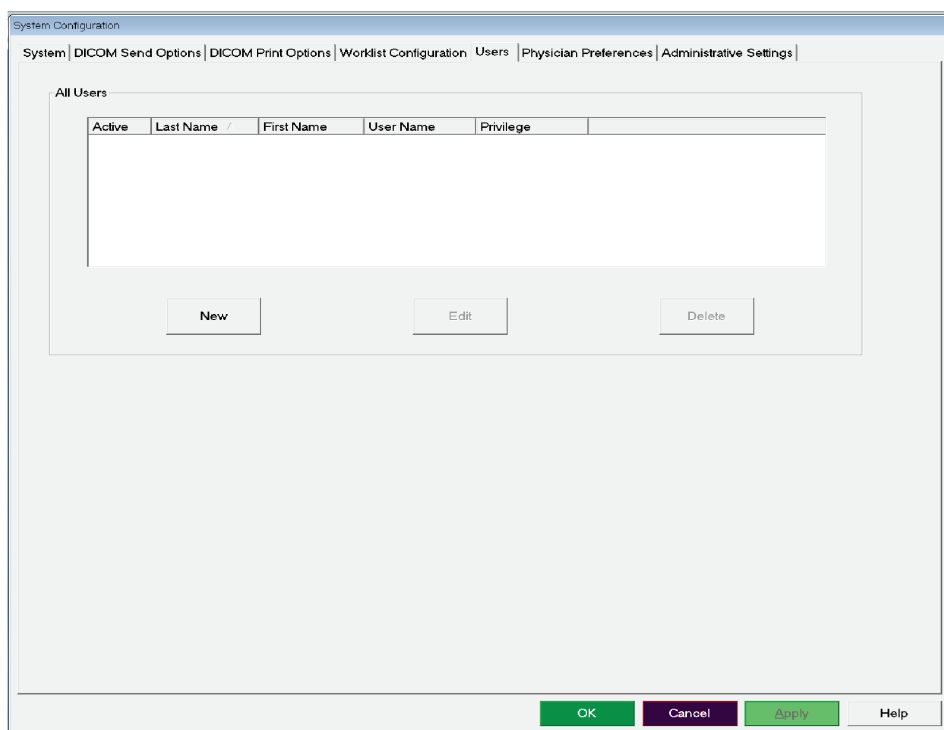 System Configuration
System DICOM Send Options DICOM Print Options Worklist Configuration Users Physician Preferences Administrative Settings
All Users
Active Last Name First Name User Name Privilege
New Edit Delete
OK Cancel Apply Help